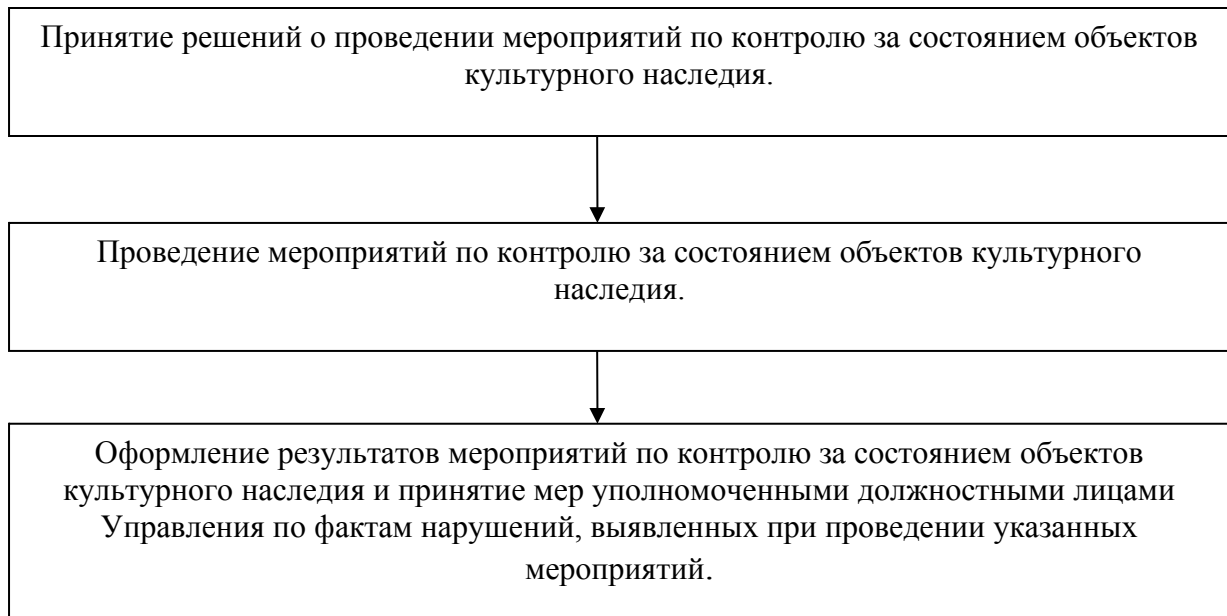 Принятие решений о проведении мероприятий по контролю за состоянием объектов
культурного наследия.
Проведение мероприятий по контролю за состоянием объектов культурного
наследия.
Оформление результатов мероприятий по контролю за состоянием объектов
культурного наследия и принятие мер уполномоченными должностными лицами
Управления по фактам нарушений, выявленных при проведении указанных
мероприятий.